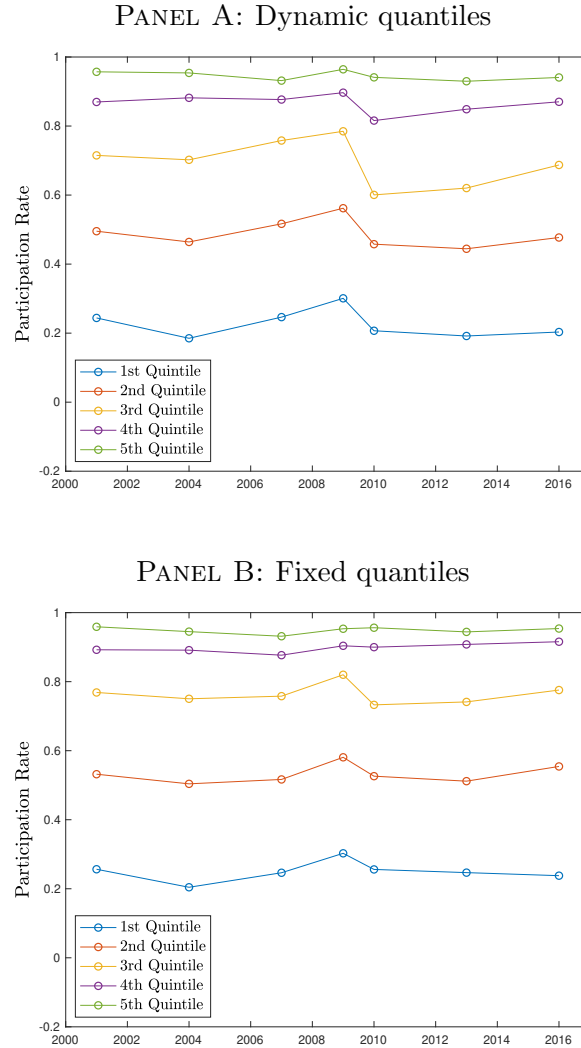 PANEL A: Dynamic quantiles
1
0.8
0.6
0.4
0.2
0
-0.2
Participation Rate
1st Quintile
2nd Quintile
3rd Quintile
4th Quintile
5th Quintile
2000 2002 2004 2006 2008 2010 2012 2014 2016
PANEL B: Fixed quantiles
1
0.8
0.6
0.4
0.2
0
-0.2
Participation Rate
1st Quintile
2nd Quintile
3rd Quintile
4th Quintile
5th Quintile
2000 2002 2004 2006 2008 2010 2012 2014 2016